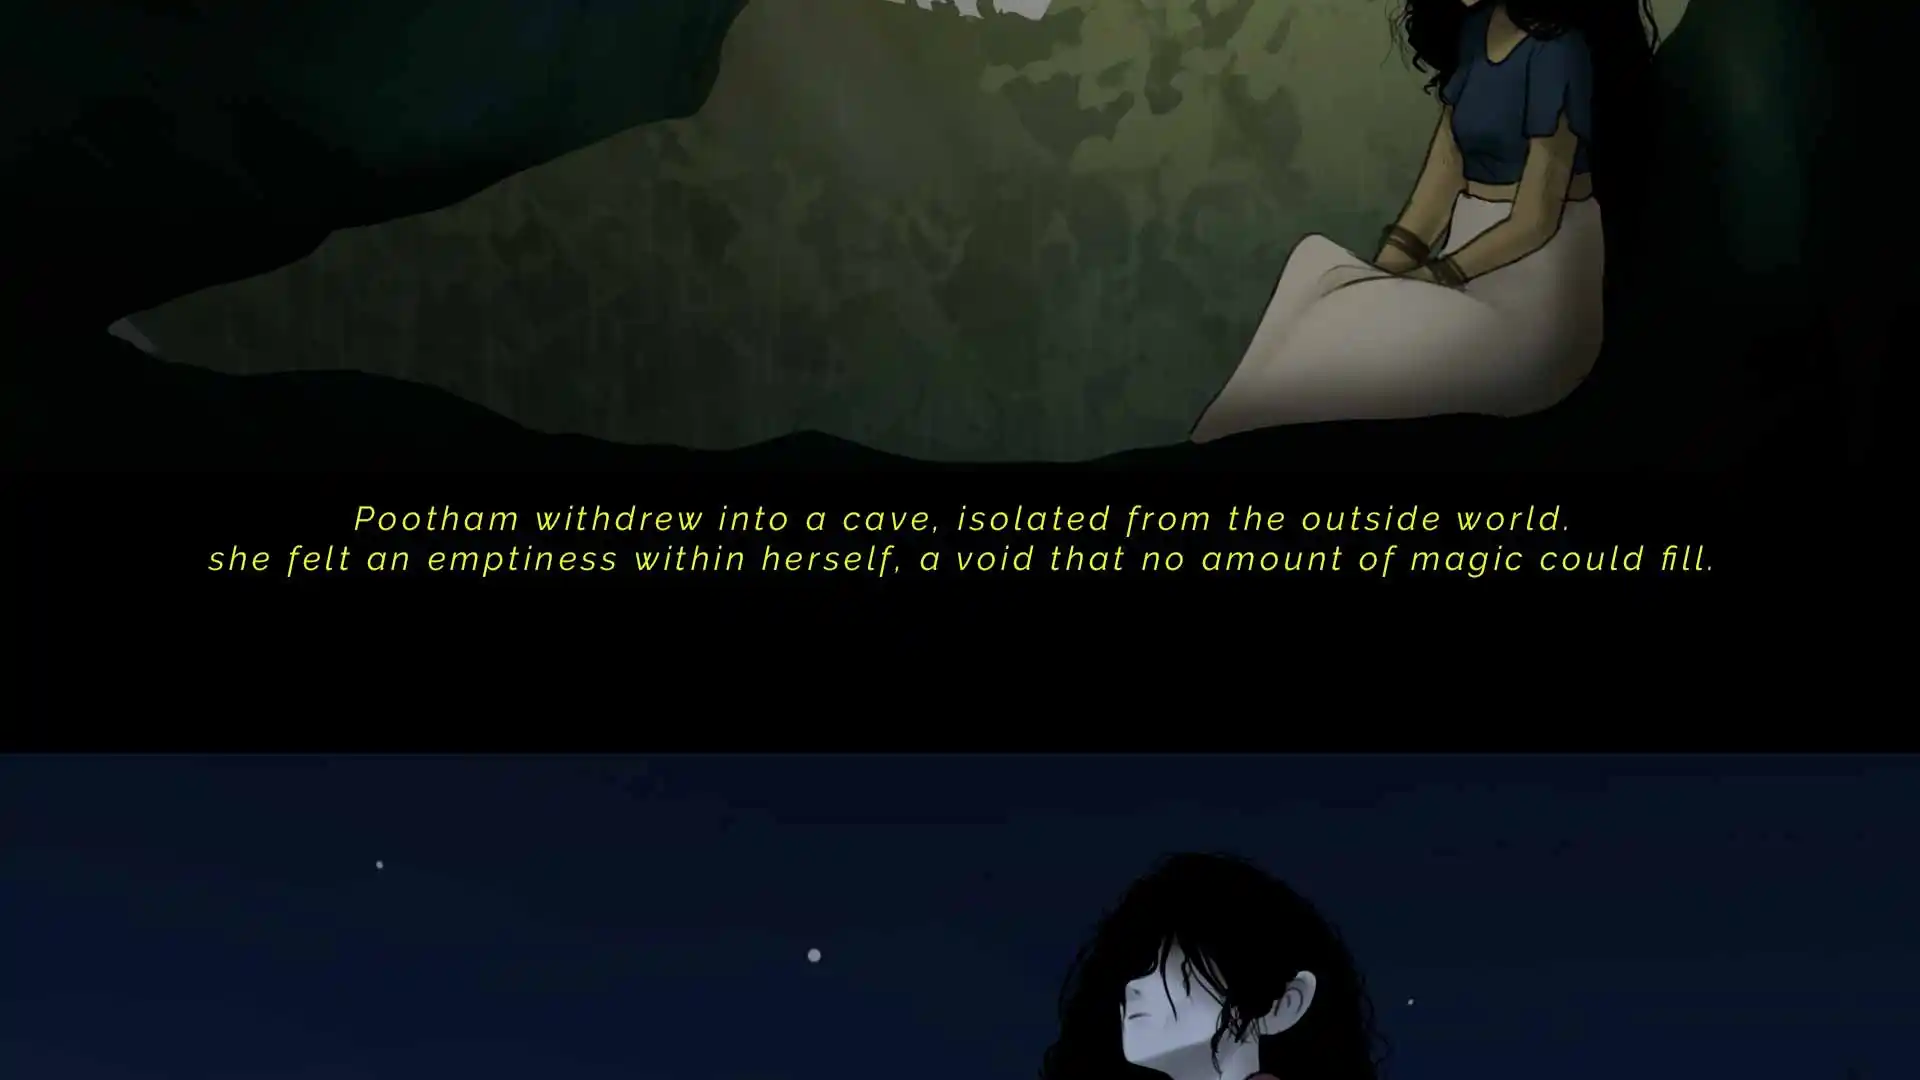 Pootham withdrew into a cave, isolated from the outside world.
she felt an emptiness within herself, a void that no amount of magic could fill.